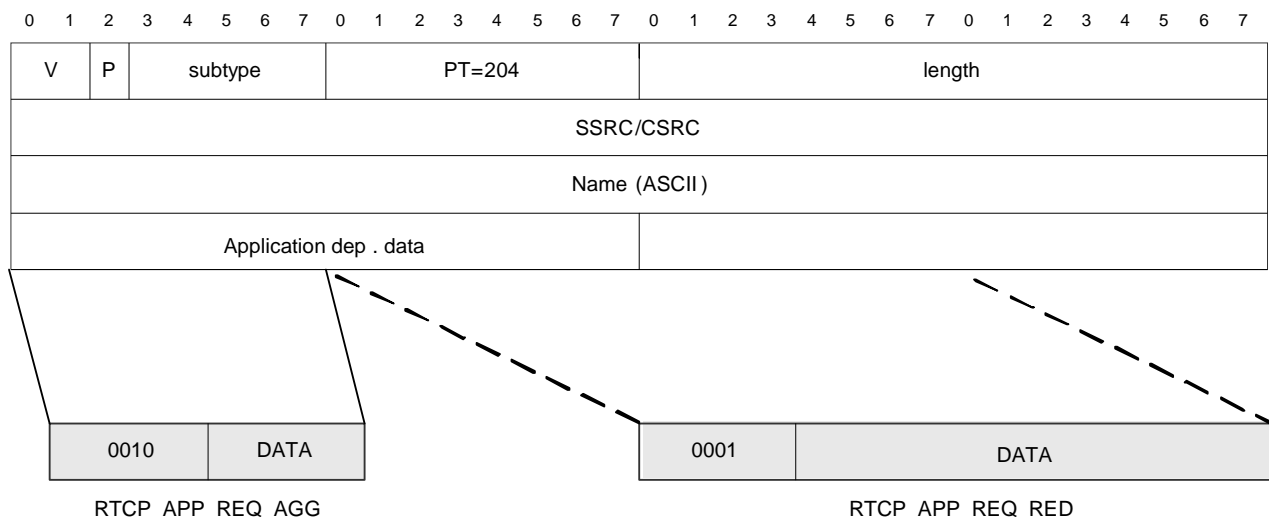 0 1 2 3 4 5 6 7 0 1 2 3 4 5 6 7 0 1 2 3 4 5 6 7 0 1 2 3 4 5 6 7
V P subtype PT=204 length
SSRC/CSRC
Name (ASCII)
Application dep . data
0010 DATA 0001 DATA
RTCP APP REQ AGG RTCP APP REQ RED